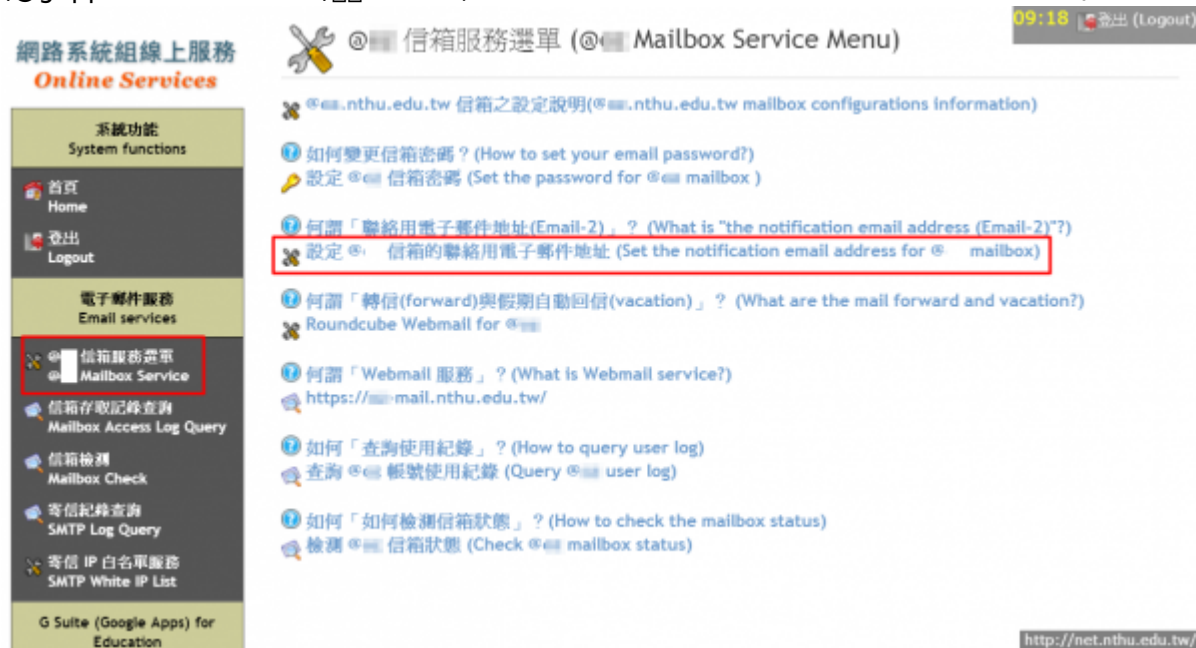 09:18 登出 (Logout)
網路系統組線上服務
Online Services
系統功能
System functions
首頁
Home
登出
Logout
電子郵件服務
Email services
@ 信箱服務選單
@ Mailbox Service
信箱存取記錄查詢
Mailbox Access Log Query
信箱檢測
Mailbox Check
寄信紀錄查詢
SMTP Log Query
寄信 IP 白名單服務
SMTP White IP List
G Suite (Google Apps) for
Education
@ 信箱服務選單 (@ Mailbox Service Menu)
@ .nthu.edu.tw 信箱之設定說明(@ .nthu.edu.tw mailbox configurations information)
如何變更信箱密碼？(How to set your email password?)
設定 @ 信箱密碼 (Set the password for @ mailbox )
何謂「聯絡用電子郵件地址(Email-2)」？ (What is "the notification email address (Email-2)"?)
設定 @ 信箱的聯絡用電子郵件地址 (Set the notification email address for @ mailbox)
何謂「轉信(forward)與假期自動回信(vacation)」？ (What are the mail forward and vacation?)
Roundcube Webmail for @
何謂「Webmail 服務」？(What is Webmail service?)
https:// -mail.nthu.edu.tw/
如何「查詢使用紀錄」？(How to query user log)
查詢 @ 帳號使用紀錄 (Query @ user log)
如何「如何檢測信箱狀態」？(How to check the mailbox status)
檢測 @ 信箱狀態 (Check @ mailbox status)
http://net.nthu.edu.tw/